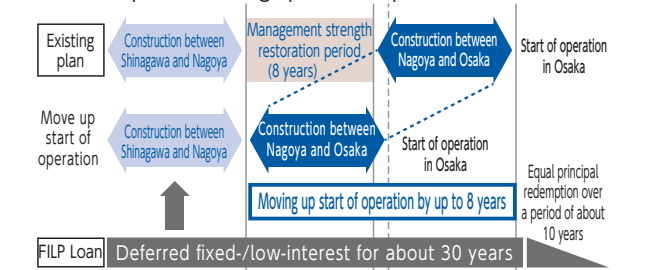 Existing
plan
Construction between
Shinagawa and Nagoya
Management strength
restoration period
(8 years)
Construction between
Nagoya and Osaka
Start of operation
in Osaka
Move up
start of
operation
Construction between
Shinagawa and Nagoya
Construction between
Nagoya and Osaka
Start of operation
in Osaka
Moving up start of operation by up to 8 years
Equal principal
redemption over
a period of about
10 years
FILP Loan
Deferred fixed-/low-interest for about 30 years